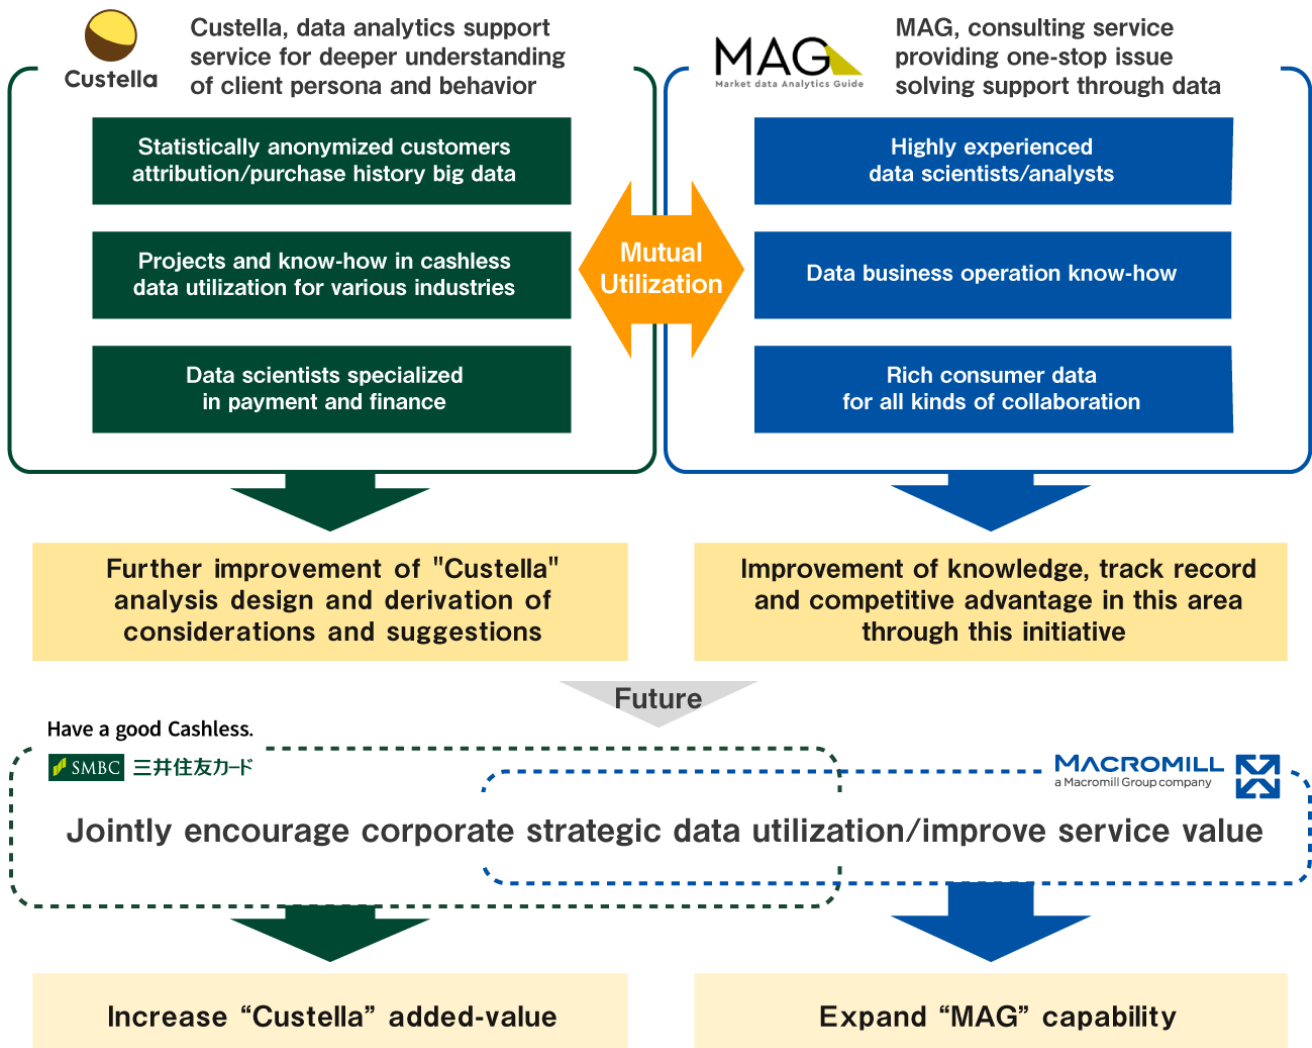 Custella
Custella, data analytics support
service for deeper understanding
of client persona and behavior
Statistically anonymized customers
attribution/purchase history big data
Projects and know-how in cashless
data utilization for various industries
Data scientists specialized
in payment and finance
Mutual
Utilization
MAG
Market data Analytics Guide
MAG, consulting service
providing one-stop issue
solving support through data
Highly experienced
data scientists/analysts
Data business operation know-how
Rich consumer data
for all kinds of collaboration
Further improvement of "Custella"
analysis design and derivation of
considerations and suggestions
Improvement of knowledge, track record
and competitive advantage in this area
through this initiative
Future
Have a good Cashless.
SMBC 三井住友カード
MACROMILL
a Macromill Group company
Jointly encourage corporate strategic data utilization/improve service value
Increase “Custella” added-value
Expand “MAG” capability